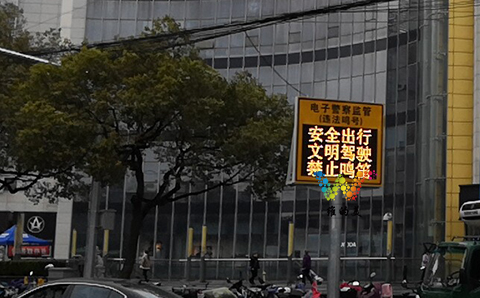 电子警察监管
(违法鸣号)
安全出行
文明驾驶
禁止鸣笛